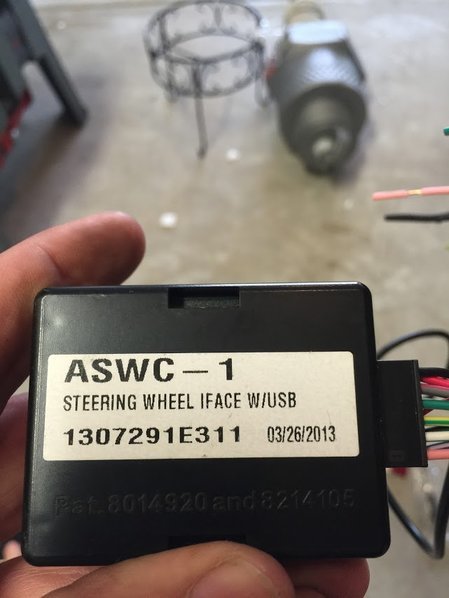 ASWC – 1
STEERING WHEEL IFACE W/USB
1307291E311 03/26/2013
Pat. 8014920 and 8214105